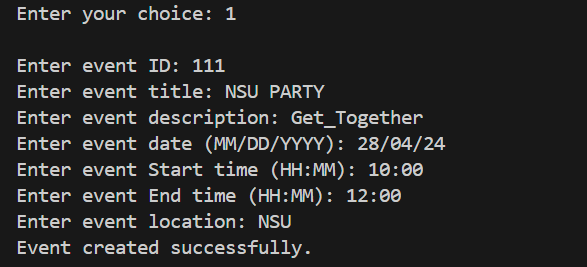 Enter your choice: 1
Enter event ID: 111
Enter event title: NSU PARTY
Enter event description: Get_Together
Enter event date (MM/DD/YYYY): 28/04/24
Enter event Start time (HH:MM): 10:00
Enter event End time (HH:MM): 12:00
Enter event location: NSU
Event created successfully.